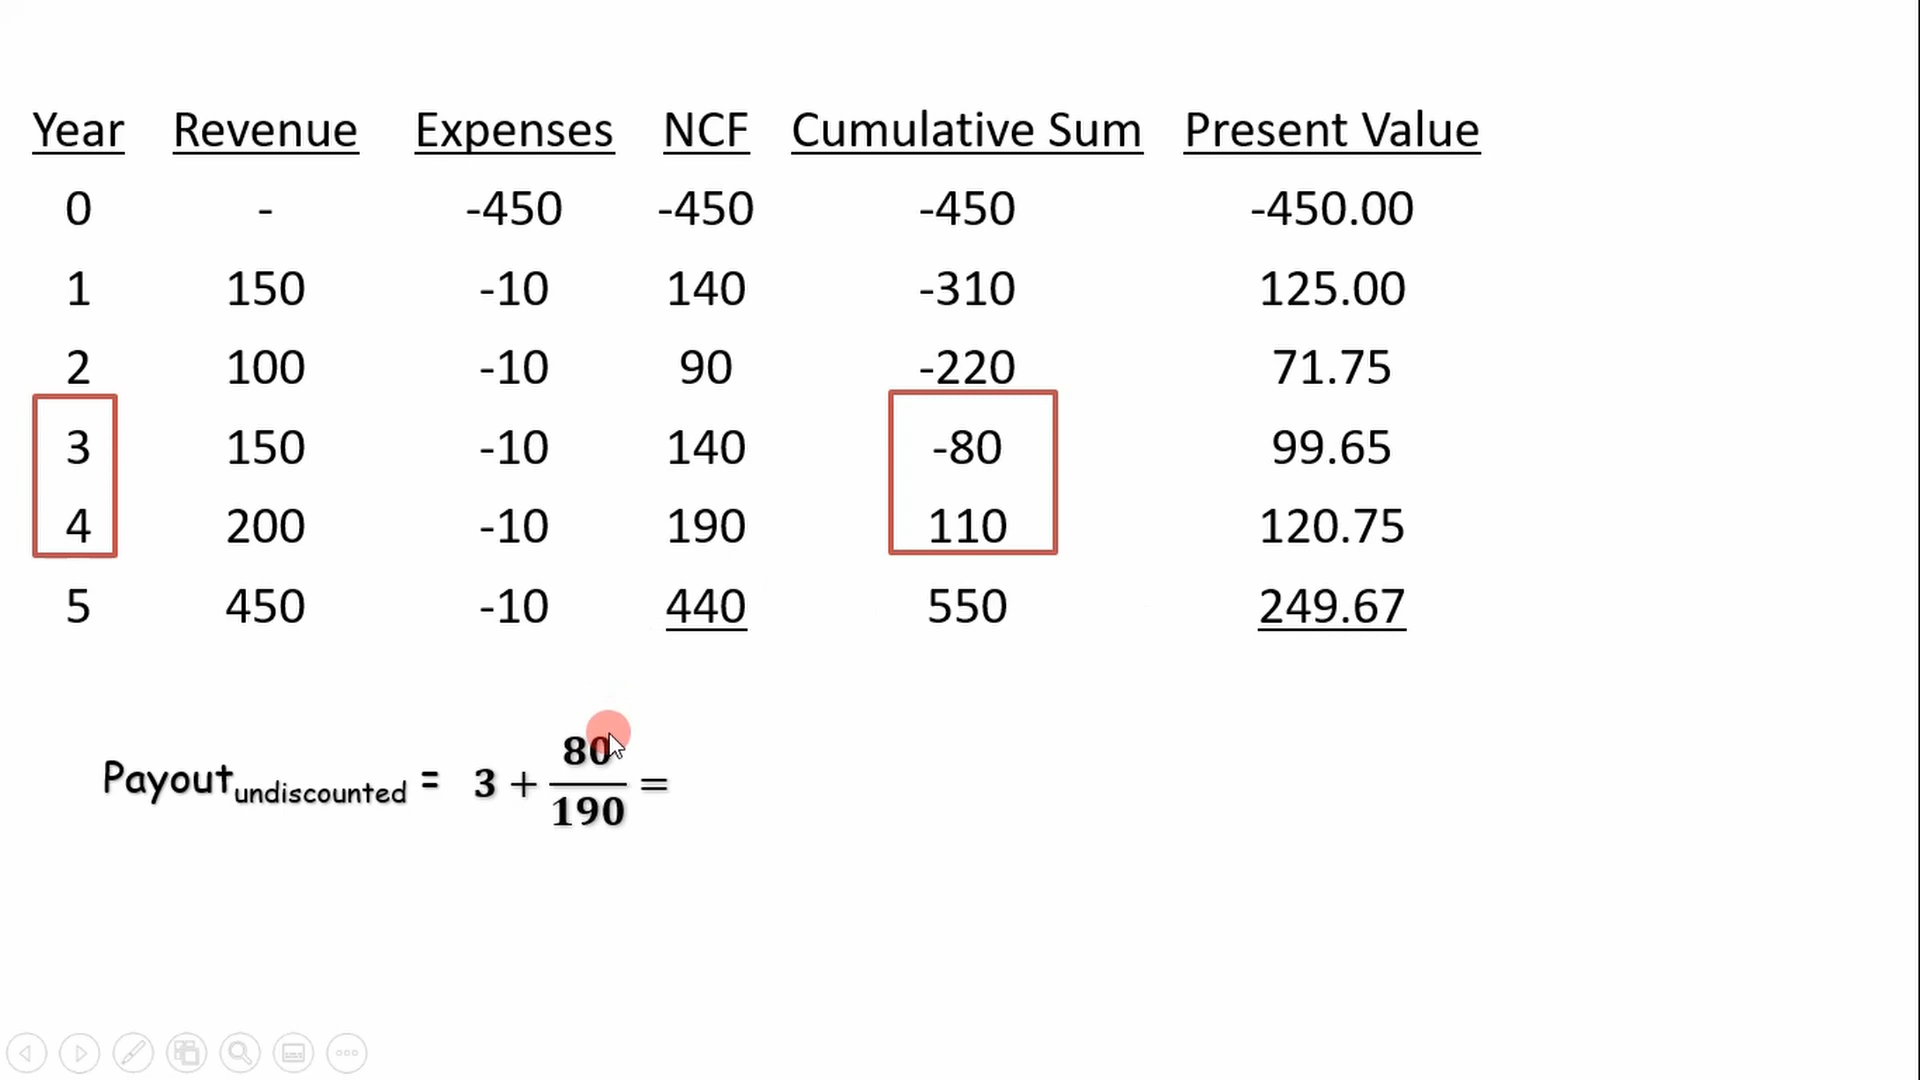 Year Revenue Expenses NCF Cumulative Sum Present Value
0 - -450 -450 -450 -450.00
1 150 -10 140 -310 125.00
2 100 -10 90 -220 71.75
3 150 -10 140 -80 99.65
4 200 -10 190 110 120.75
5 450 -10 440 550 249.67
Payout undiscounted = 3 + 80/190 =